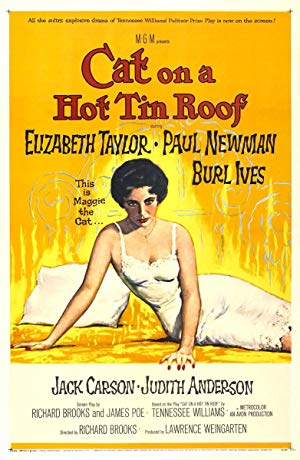 All the sultry explosive drama of Tennessee Williams' Pulitzer Prize Play is now on the screen!
M-G-M presents
Cat on a
Hot Tin Roof
starring
ELIZABETH TAYLOR · PAUL NEWMAN
BURL IVES
This is
Maggie
the
Cat...
JACK CARSON · JUDITH ANDERSON
Screen Play by
RICHARD BROOKS and JAMES POE ·
Based on the Play "CAT ON A HOT TIN ROOF" by
TENNESSEE WILLIAMS ·
in METROCOLOR
AN AVON PRODUCTION
Directed by RICHARD BROOKS · Produced by LAWRENCE WEINGARTEN